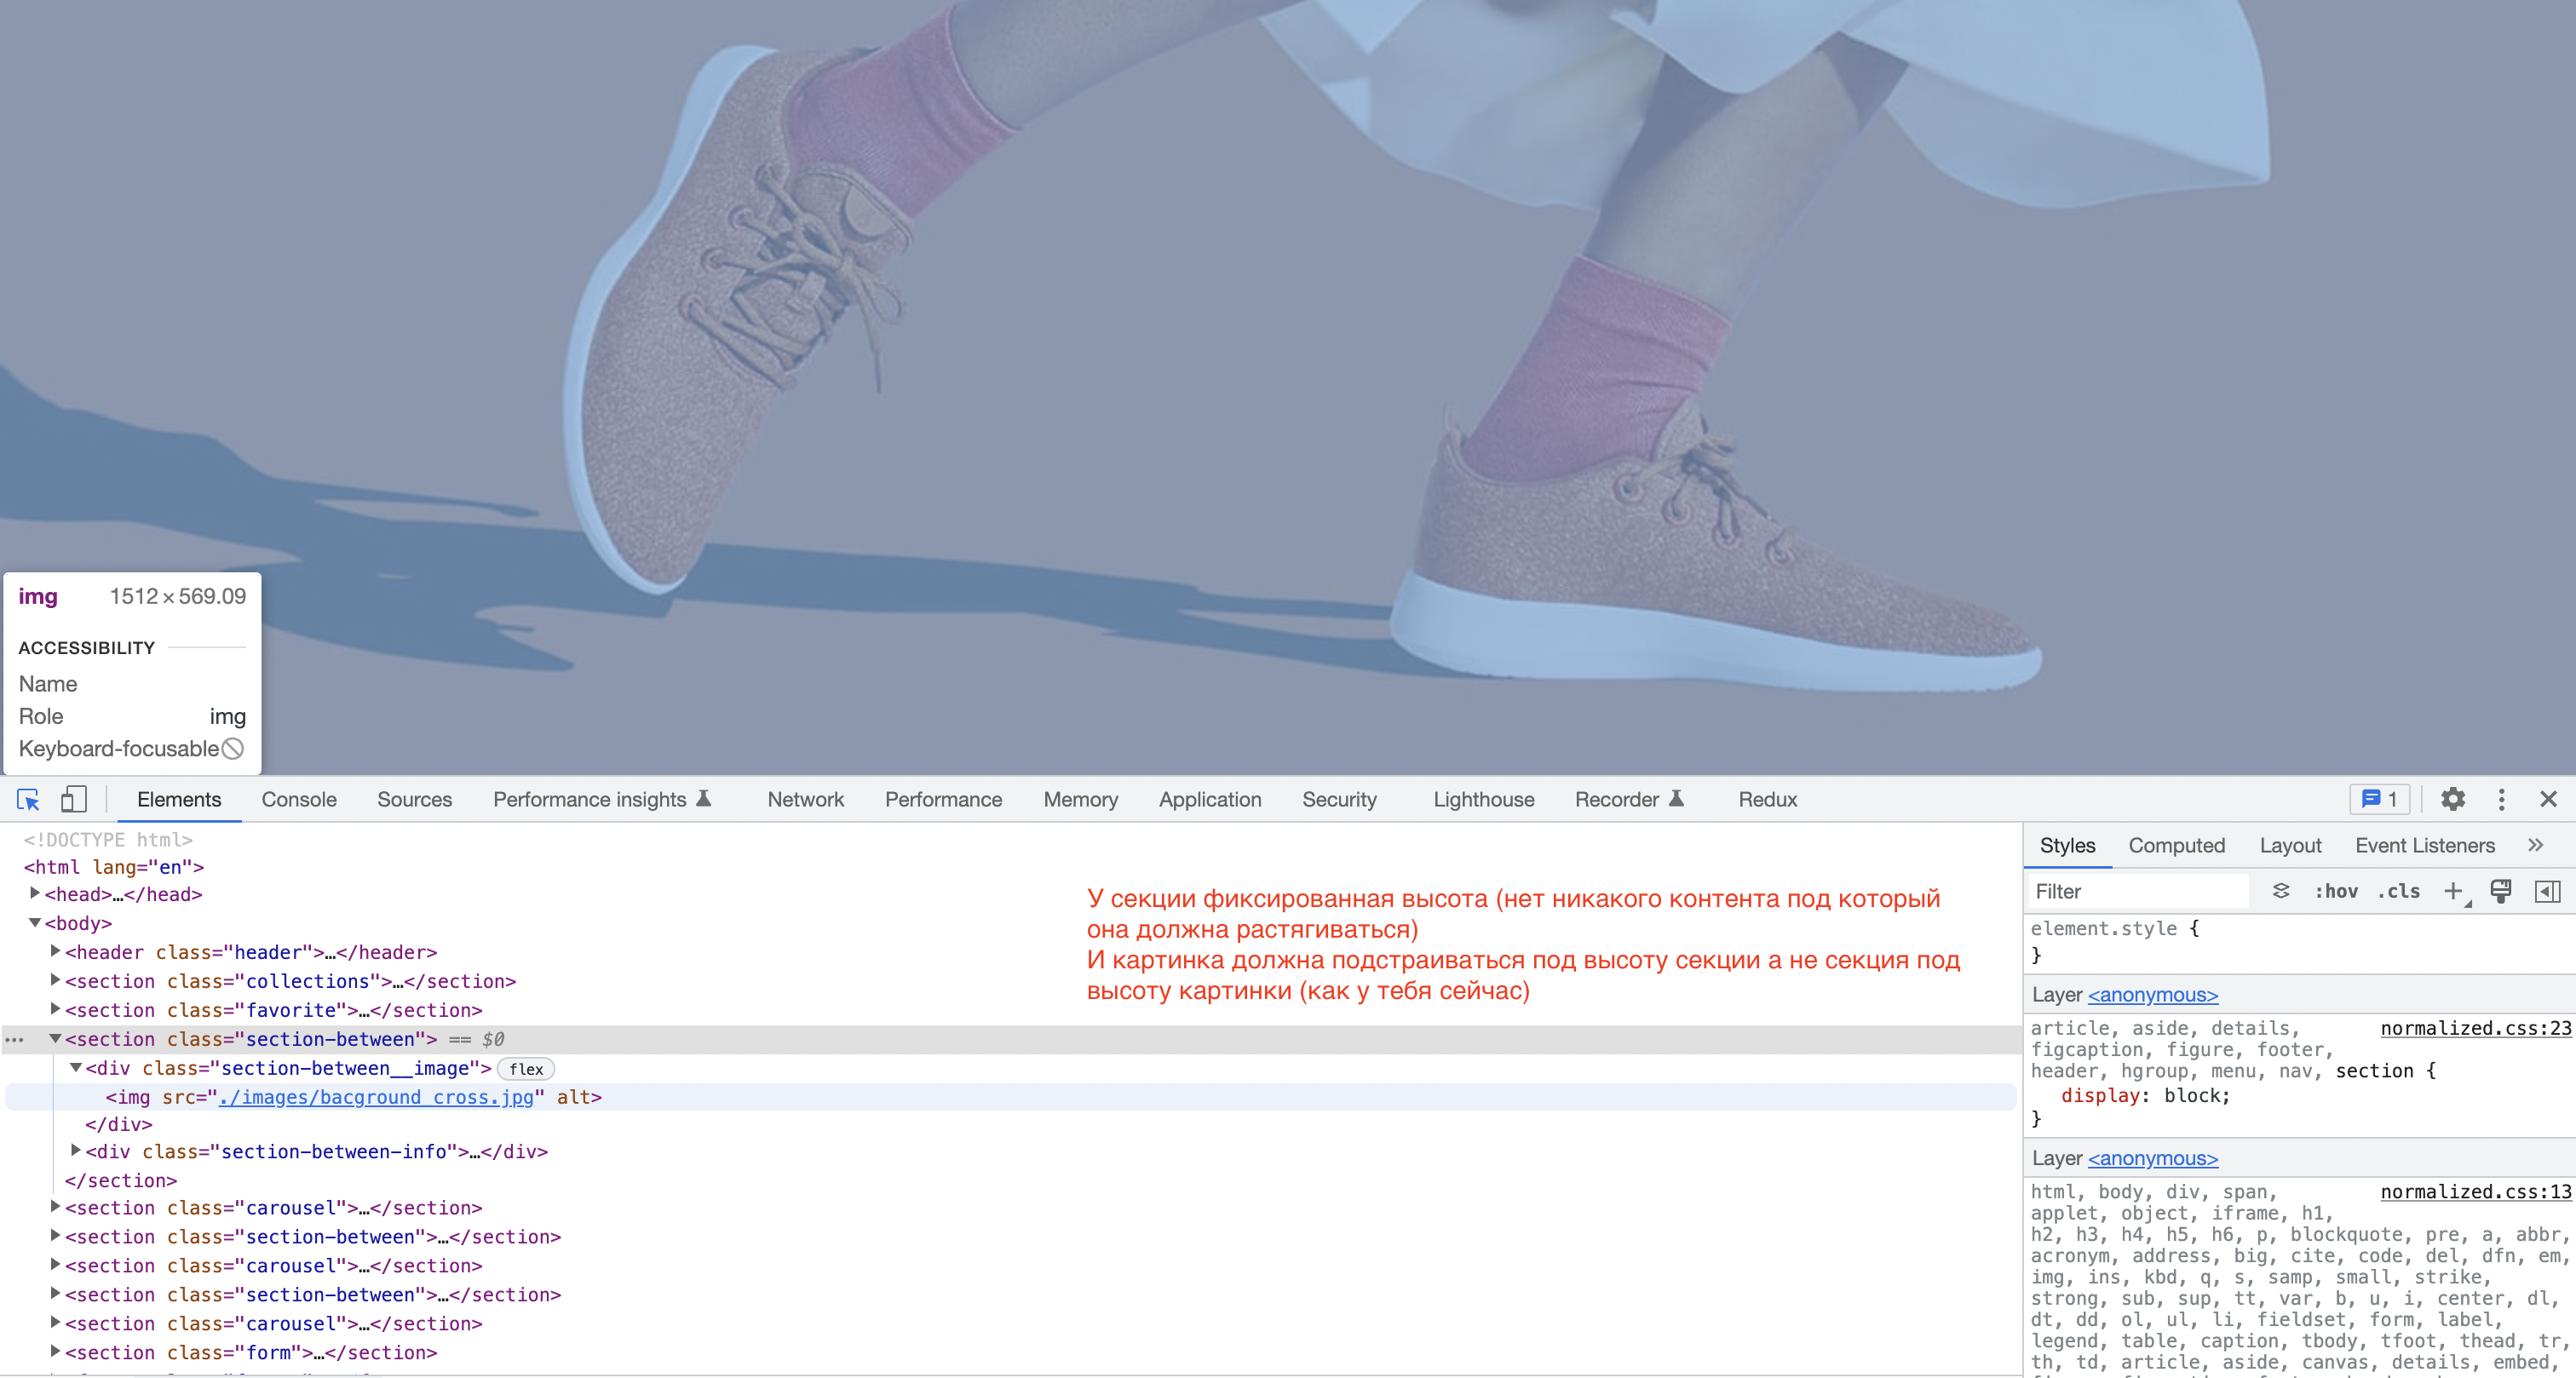 img 1512 × 569.09
ACCESSIBILITY
Name
Role img
Keyboard-focusable
Elements Console Sources Performance insights Network Performance Memory Application Security Lighthouse Recorder Redux 1
<!DOCTYPE html>
<html lang="en">
<head>…</head>
<body>
<header class="header">…</header>
<section class="collections">…</section>
<section class="favorite">…</section>
<section class="section-between"> == $0
<div class="section-between__image"> flex
<img src="./images/bacground_cross.jpg" alt>
</div>
<div class="section-between-info">…</div>
</section>
<section class="carousel">…</section>
<section class="section-between">…</section>
<section class="carousel">…</section>
<section class="section-between">…</section>
<section class="carousel">…</section>
<section class="form">…</section>
У секции фиксированная высота (нет никакого контента под который
она должна растягиваться)
И картинка должна подстраиваться под высоту секции а не секция под
высоту картинки (как у тебя сейчас)
Styles Computed Layout Event Listeners
Filter :hov .cls
element.style {
}
Layer <anonymous>
article, aside, details, normalized.css:23
figcaption, figure, footer,
header, hgroup, menu, nav, section {
display: block;
}
Layer <anonymous>
html, body, div, span, normalized.css:13
applet, object, iframe, h1,
h2, h3, h4, h5, h6, p, blockquote, pre, a, abbr,
acronym, address, big, cite, code, del, dfn, em,
img, ins, kbd, q, s, samp, small, strike,
strong, sub, sup, tt, var, b, u, i, center, dl,
dt, dd, ol, ul, li, fieldset, form, label,
legend, table, caption, tbody, tfoot, thead, tr,
th, td, article, aside, canvas, details, embed,